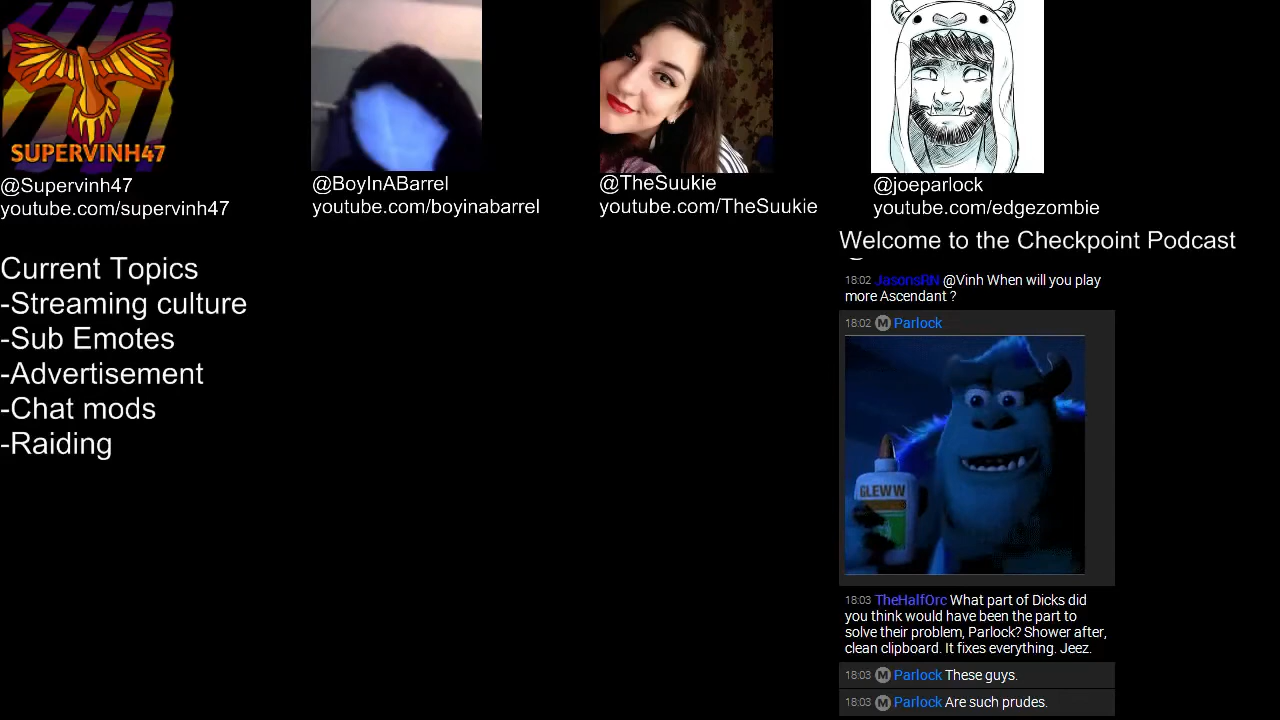 SUPERVINH47
@Supervinh47
youtube.com/supervinh47
@BoyInABarrel
youtube.com/boyinabarrel
@TheSuukie
youtube.com/TheSuukie
@joeparlock
youtube.com/edgezombie
Current Topics
-Streaming culture
-Sub Emotes
-Advertisement
-Chat mods
-Raiding
Welcome to the Checkpoint Podcast
18:02 JasonsRN @Vinh When will you play
more Ascendant ?
18:02 M Parlock
GLEWW
18:03 TheHalfOrc What part of Dicks did
you think would have been the part to
solve their problem, Parlock? Shower after,
clean clipboard. It fixes everything. Jeez.
18:03 M Parlock These guys.
18:03 M Parlock Are such prudes.